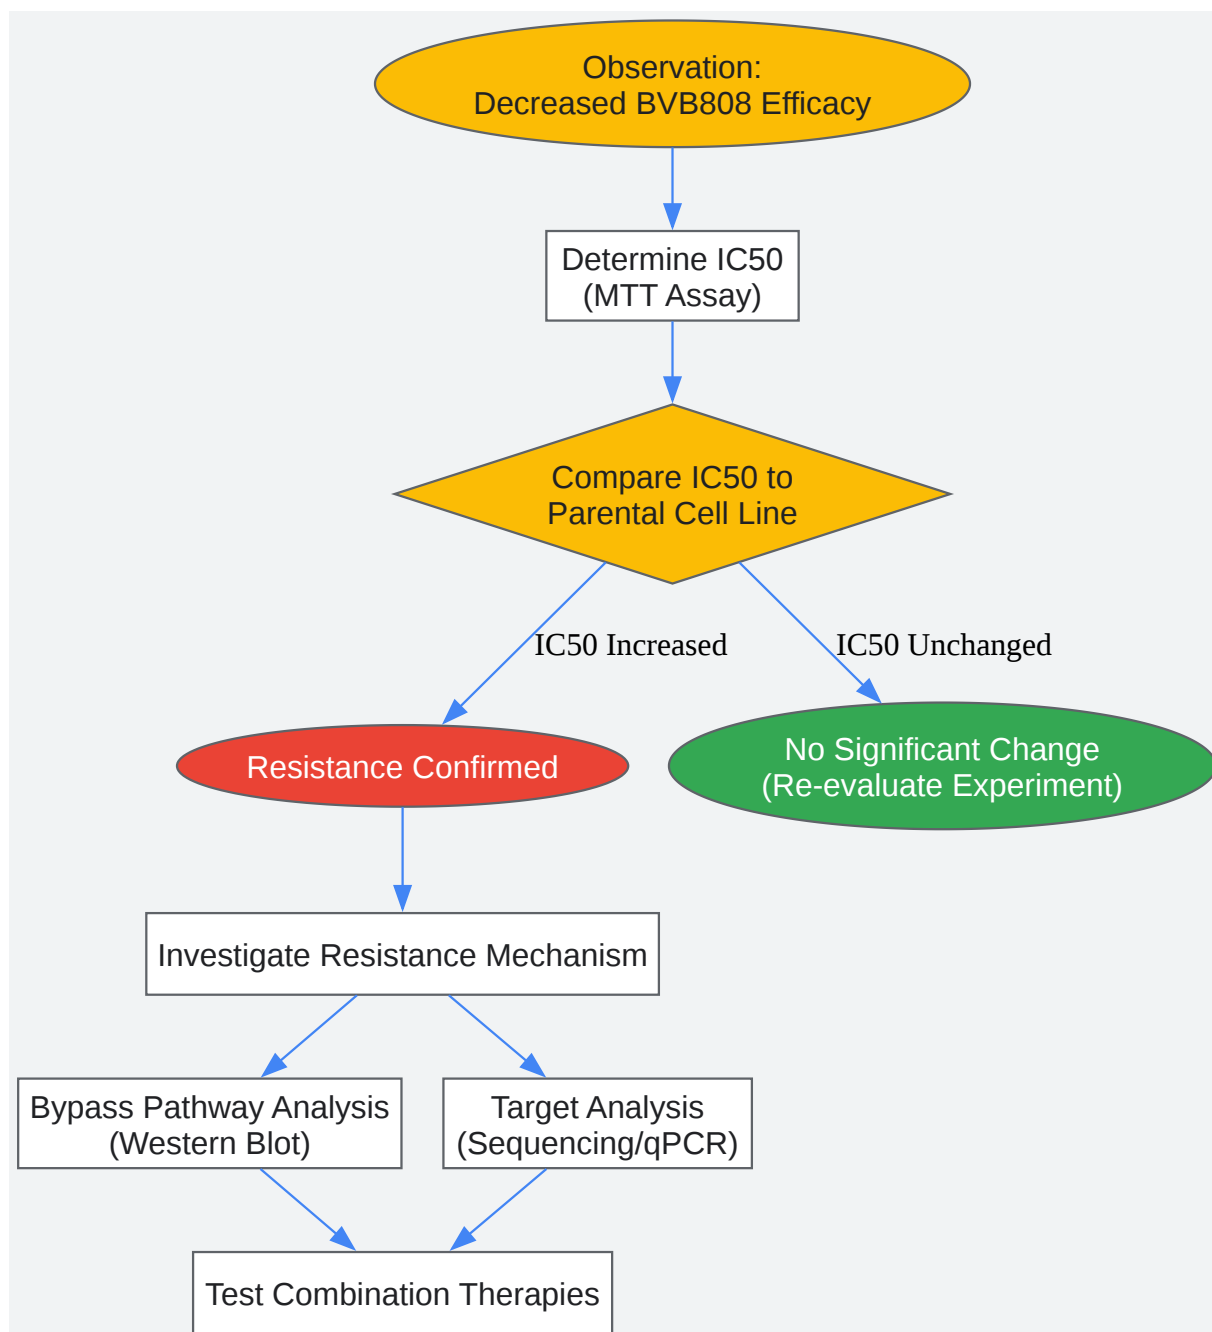 Observation:
Decreased BVB808 Efficacy
Determine IC50
(MTT Assay)
Compare IC50 to
Parental Cell Line
IC50 Increased
IC50 Unchanged
Resistance Confirmed
No Significant Change
(Re-evaluate Experiment)
Investigate Resistance Mechanism
Bypass Pathway Analysis
(Western Blot)
Target Analysis
(Sequencing/qPCR)
Test Combination Therapies